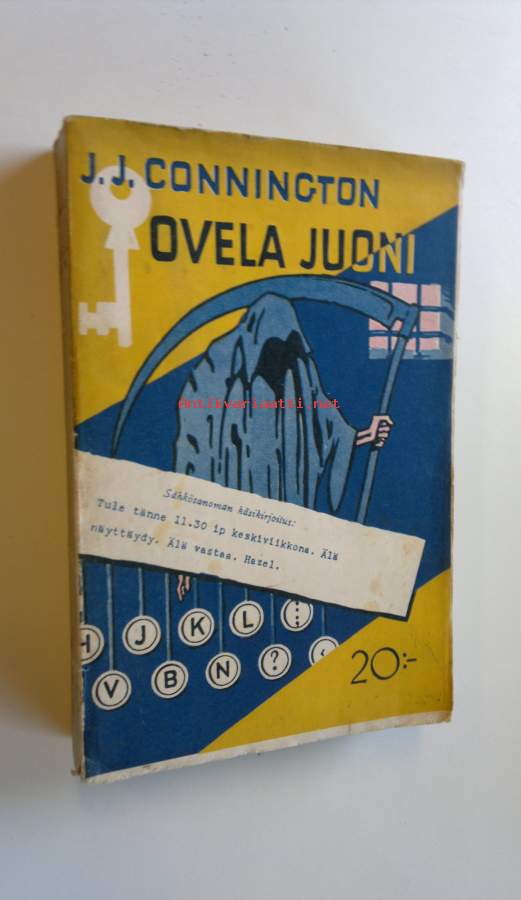 J. J. CONNINGTON
OVELA JUONI
antikvariaatti.net
Sähkösanoman käsikirjoitus:
Tule tänne 11.30 ip keskiviikkona. Älä
näyttäydy. Älä vastaa. Hazel.
H J K L ;
V B N ?
20:-